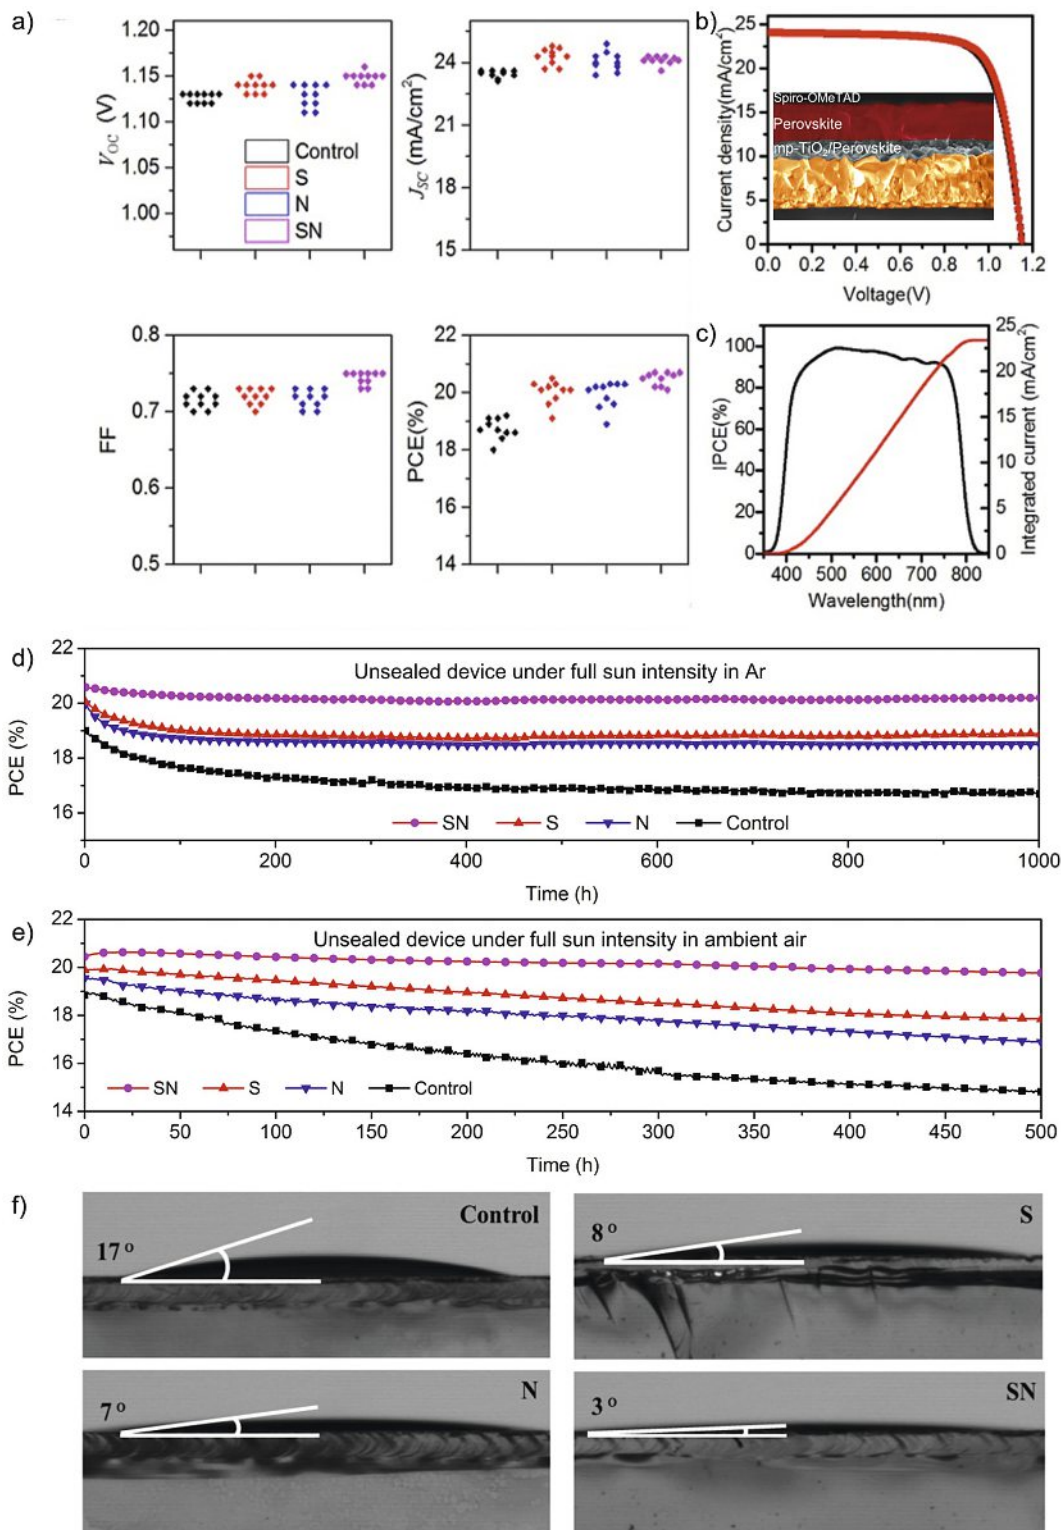 a)
1.20
1.15
1.10
1.05
1.00
VOC (V)
Control
S
N
SN
24
21
18
15
JSC (mA/cm2)
b)
25
20
15
10
5
0
Current density(mA/cm2)
Spiro-OMeTAD
Perovskite
mp-TiO2/Perovskite
0.0 0.2 0.4 0.6 0.8 1.0 1.2
Voltage(V)
0.8
0.7
0.6
0.5
FF
22
20
18
16
14
PCE(%)
c)
100
80
60
40
20
0
IPCE(%)
25
20
15
10
5
0
Integrated current (mA/cm2)
400 500 600 700 800
Wavelength(nm)
d)
Unsealed device under full sun intensity in Ar
22
20
18
16
PCE (%)
SN S N Control
0 200 400 600 800 1000
Time (h)
e)
Unsealed device under full sun intensity in ambient air
22
20
18
16
14
PCE (%)
SN S N Control
0 50 100 150 200 250 300 350 400 450 500
Time (h)
f)
Control
17 o
S
8 o
N
7 o
SN
3 o